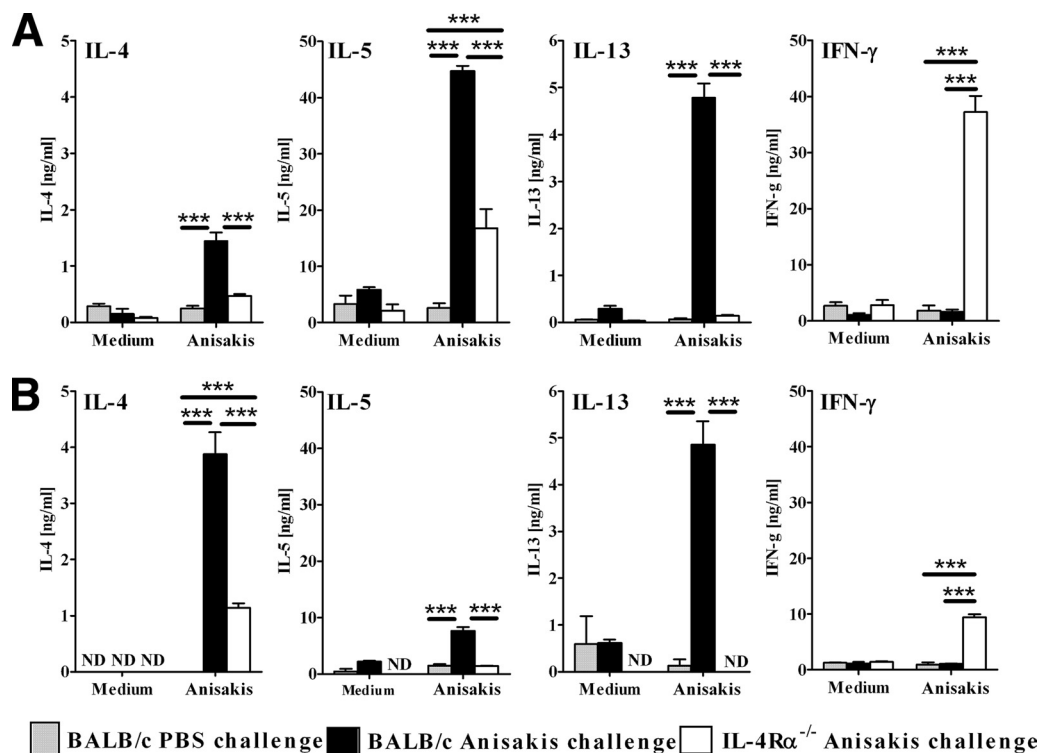 A
IL-4
5
4
3
2
1
0
IL-4 [ng/ml]
*** ***
Medium Anisakis
IL-5
50
40
30
20
10
0
IL-5 [ng/ml]
***
*** ***
Medium Anisakis
IL-13
6
5
4
3
2
1
0
IL-13 [ng/ml]
*** ***
Medium Anisakis
IFN-γ
50
40
30
20
10
0
IFN-g [ng/ml]
***
***
Medium Anisakis
B
IL-4
5
4
3
2
1
0
IL-4 [ng/ml]
***
*** ***
ND ND ND
Medium Anisakis
IL-5
50
40
30
20
10
0
IL-5 [ng/ml]
*** ***
ND
Medium Anisakis
IL-13
6
5
4
3
2
1
0
IL-13 [ng/ml]
*** ***
ND ND
Medium Anisakis
IFN-γ
50
40
30
20
10
0
IFN-g [ng/ml]
***
***
Medium Anisakis
BALB/c PBS challenge BALB/c Anisakis challenge IL-4Rα-/- Anisakis challenge